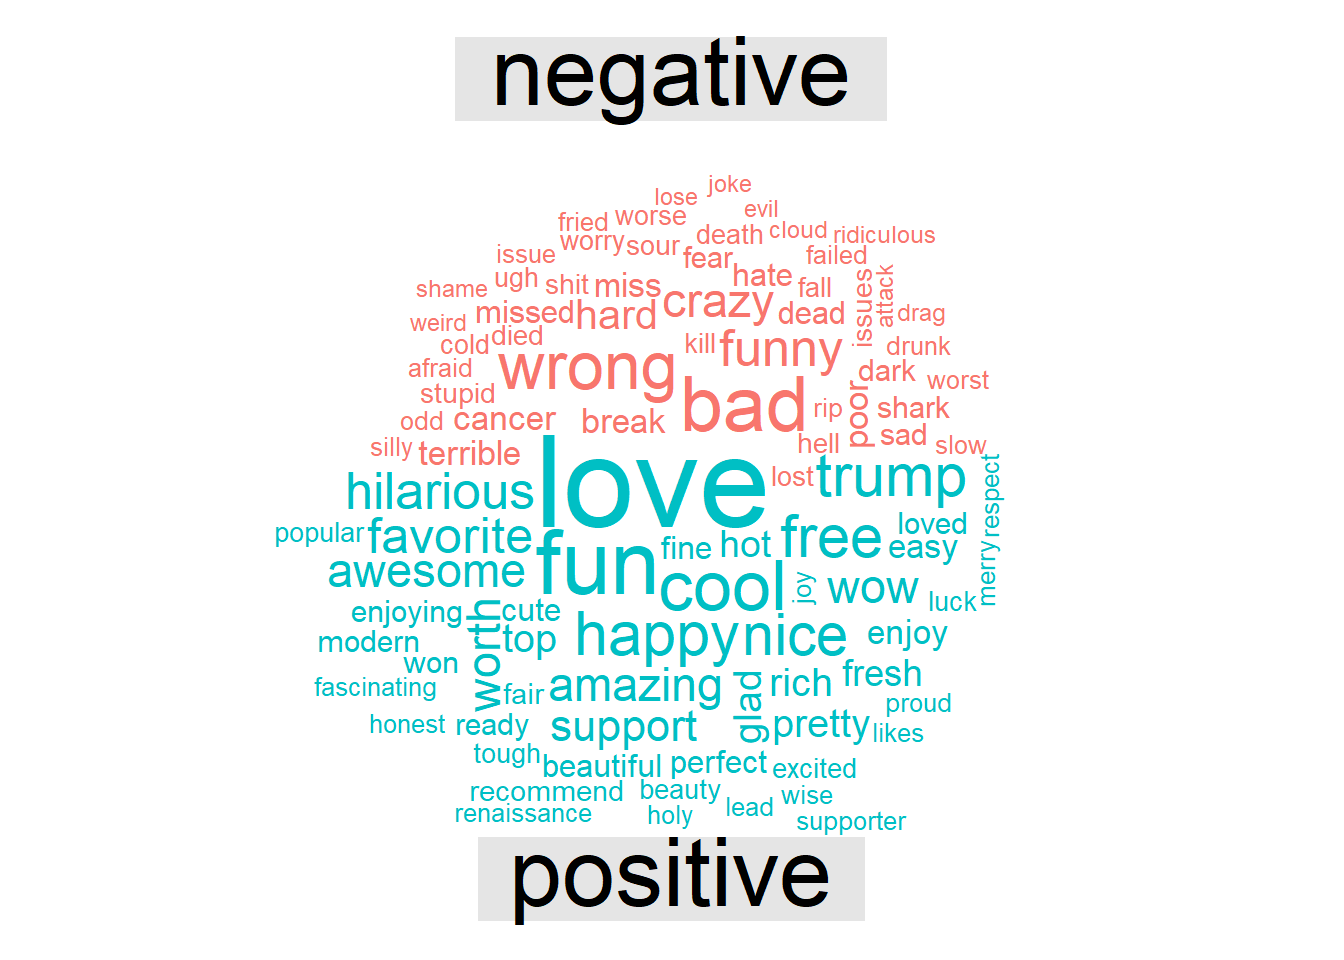 negative
joke
lose
evil
fried
worse
death
cloud
ridiculous
worry
sour
issue
fear
failed
ugh
shit
miss
hate
fall
attack
shame
missed
hard
crazy
dead
issues
drag
weird
cold
died
wrong
kill
funny
drunk
afraid
stupid
bad
dark
worst
odd
cancer
break
rip
poor
shark
silly
terrible
hell
sad
slow
love
lost
trump
respect
hilarious
popular
favorite
fun
fine
hot
free
loved
easy
awesome
cool
joy
wow
merry
luck
enjoying
worth
cute
happy
nice
enjoy
modern
top
won
fascinating
fair
amazing
glad
rich
fresh
proud
honest
ready
support
pretty
likes
tough
beautiful
perfect
excited
recommend
beauty
wise
renaissance
holy
lead
supporter
positive